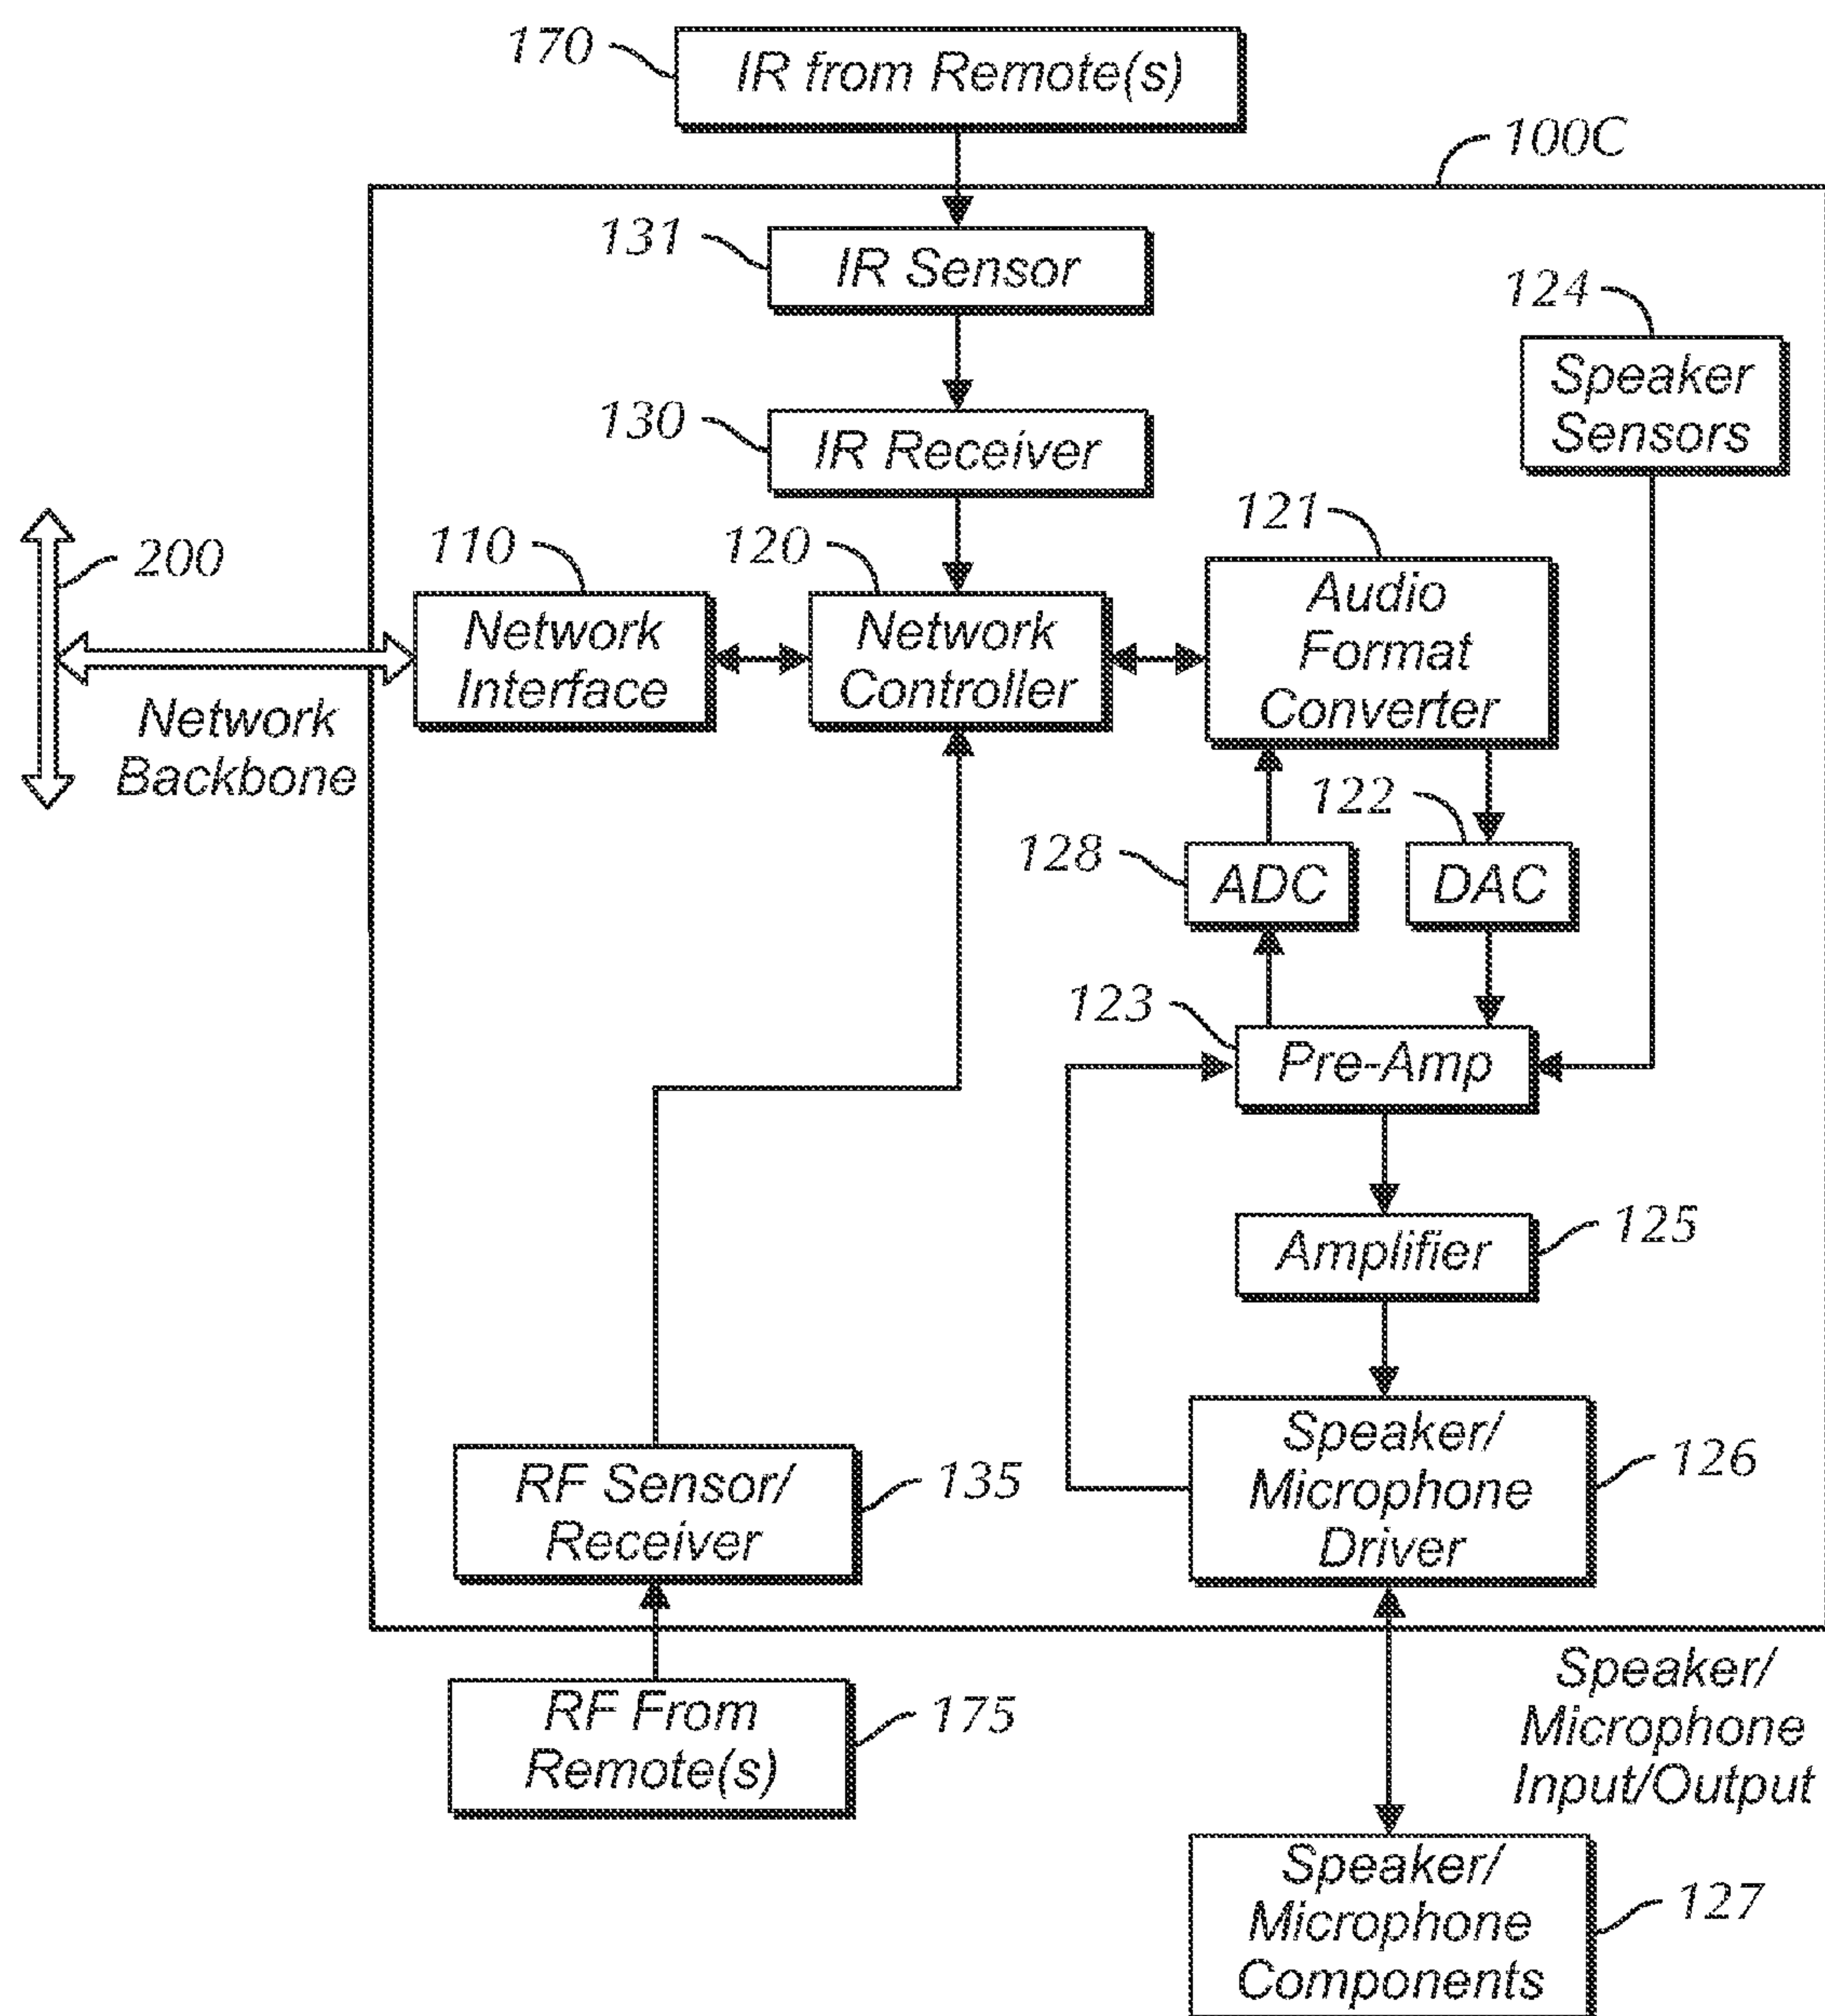 170
IR from Remote(s)
100C
131
IR Sensor
124
Speaker
Sensors
130
IR Receiver
200
110
120
121
Network
Interface
Network
Controller
Audio
Format
Converter
Network
Backbone
122
128
ADC
DAC
123
Pre-Amp
125
Amplifier
RF Sensor/
Receiver
135
Speaker/
Microphone
Driver
126
RF From
Remote(s)
175
Speaker/
Microphone
Input/Output
Speaker/
Microphone
Components
127